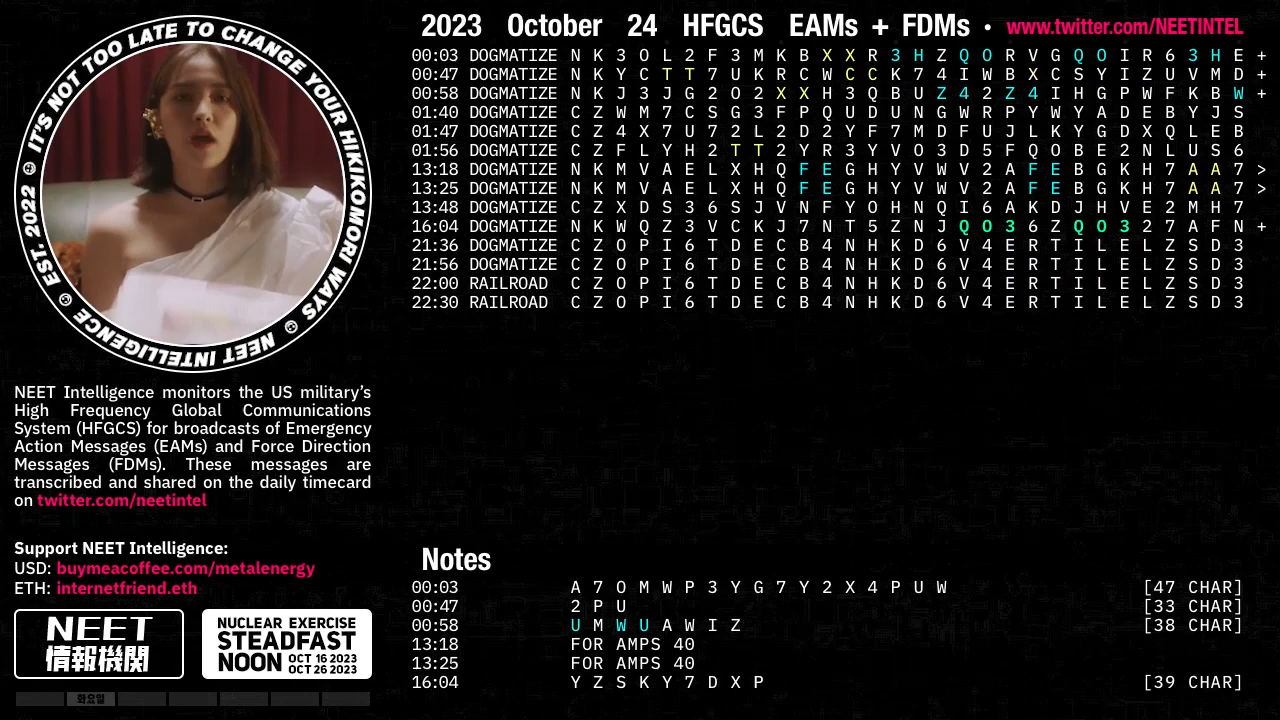 IT'S NOT TOO LATE TO CHANGE YOUR HIKIKOMORI WAYS
NEET INTELLIGENCE
EST. 2022
NEET Intelligence monitors the US military's
High Frequency Global Communications
System (HFGCS) for broadcasts of Emergency
Action Messages (EAMs) and Force Direction
Messages (FDMs). These messages are
transcribed and shared on the daily timecard
on twitter.com/neetintel
Support NEET Intelligence:
USD: buymeacoffee.com/metalenergy
ETH: internetfriend.eth
NEET
情報機関
NUCLEAR EXERCISE
STEADFAST
NOON OCT 16 2023
OCT 26 2023
화요일
2023 October 24 HFGCS EAMs + FDMs • www.twitter.com/NEETINTEL
00:03 DOGMATIZE N K 3 O L 2 F 3 M K B X X R 3 H Z Q O R V G Q O I R 6 3 H E +
00:47 DOGMATIZE N K Y C T T 7 U K R C W C C K 7 4 I W B X C S Y I Z U V M D +
00:58 DOGMATIZE N K J 3 J G 2 O 2 X X H 3 Q B U Z 4 2 Z 4 I H G P W F K B W +
01:40 DOGMATIZE C Z W M 7 C S G 3 F P Q U D U N G W R P Y W Y A D E B Y J S
01:47 DOGMATIZE C Z 4 X 7 U 7 2 L 2 D 2 Y F 7 M D F U J L K Y G D X Q L E B
01:56 DOGMATIZE C Z F L Y H 2 T T 2 Y R 3 Y V O 3 D 5 F Q O B E 2 N L U S 6
13:18 DOGMATIZE N K M V A E L X H Q F E G H Y V W V 2 A F E B G K H 7 A A 7 >
13:25 DOGMATIZE N K M V A E L X H Q F E G H Y V W V 2 A F E B G K H 7 A A 7 >
13:48 DOGMATIZE C Z X D S 3 6 S J V N F Y O H N Q I 6 A K D J H V E 2 M H 7
16:04 DOGMATIZE N K W Q Z 3 V C K J 7 N T 5 Z N J Q O 3 6 Z Q O 3 2 7 A F N +
21:36 DOGMATIZE C Z O P I 6 T D E C B 4 N H K D 6 V 4 E R T I L E L Z S D 3
21:56 DOGMATIZE C Z O P I 6 T D E C B 4 N H K D 6 V 4 E R T I L E L Z S D 3
22:00 RAILROAD C Z O P I 6 T D E C B 4 N H K D 6 V 4 E R T I L E L Z S D 3
22:30 RAILROAD C Z O P I 6 T D E C B 4 N H K D 6 V 4 E R T I L E L Z S D 3
Notes
00:03 A 7 O M W P 3 Y G 7 Y 2 X 4 P U W [47 CHAR]
00:47 2 P U [33 CHAR]
00:58 U M W U A W I Z [38 CHAR]
13:18 FOR AMPS 40
13:25 FOR AMPS 40
16:04 Y Z S K Y 7 D X P [39 CHAR]